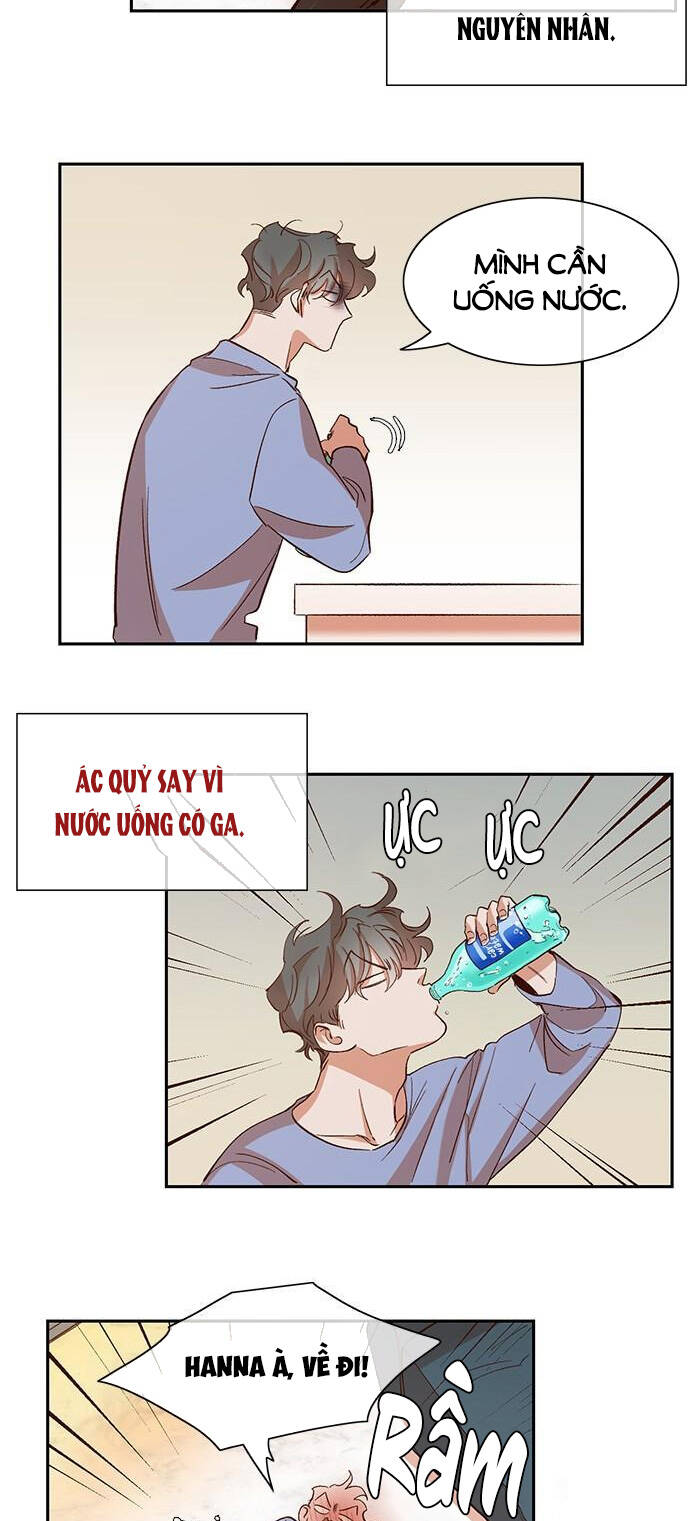 NGUYÊN NHÂN.
MÌNH CẦN
UỐNG NƯỚC.
ÁC QUỶ SAY VÌ
NƯỚC UỐNG CÓ GA.
ỰC
ỰC
HANNA À, VỀ ĐI!
RẦM